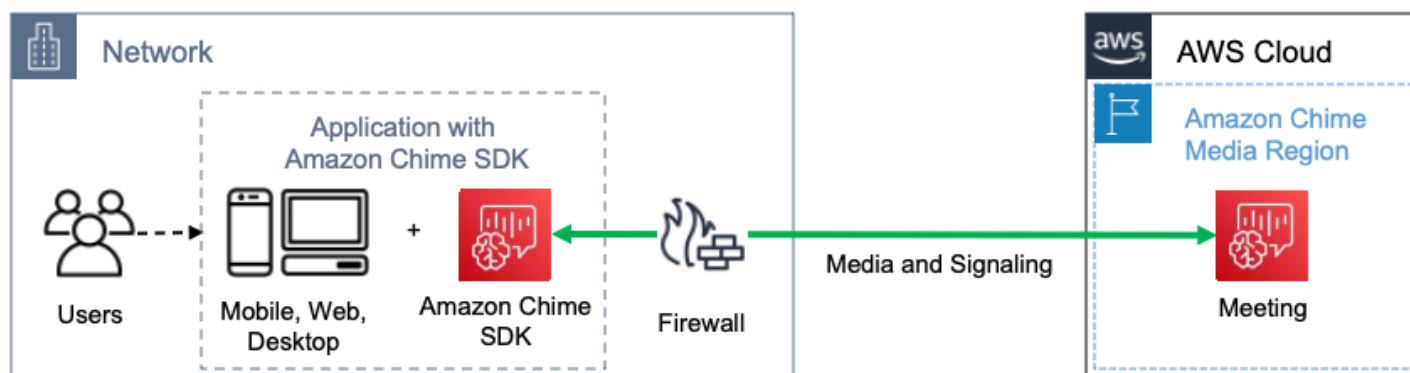 Network
Application with
Amazon Chime SDK
Users
Mobile, Web,
Desktop
+
Amazon Chime
SDK
Firewall
Media and Signaling
aws
AWS Cloud
Amazon Chime
Media Region
Meeting